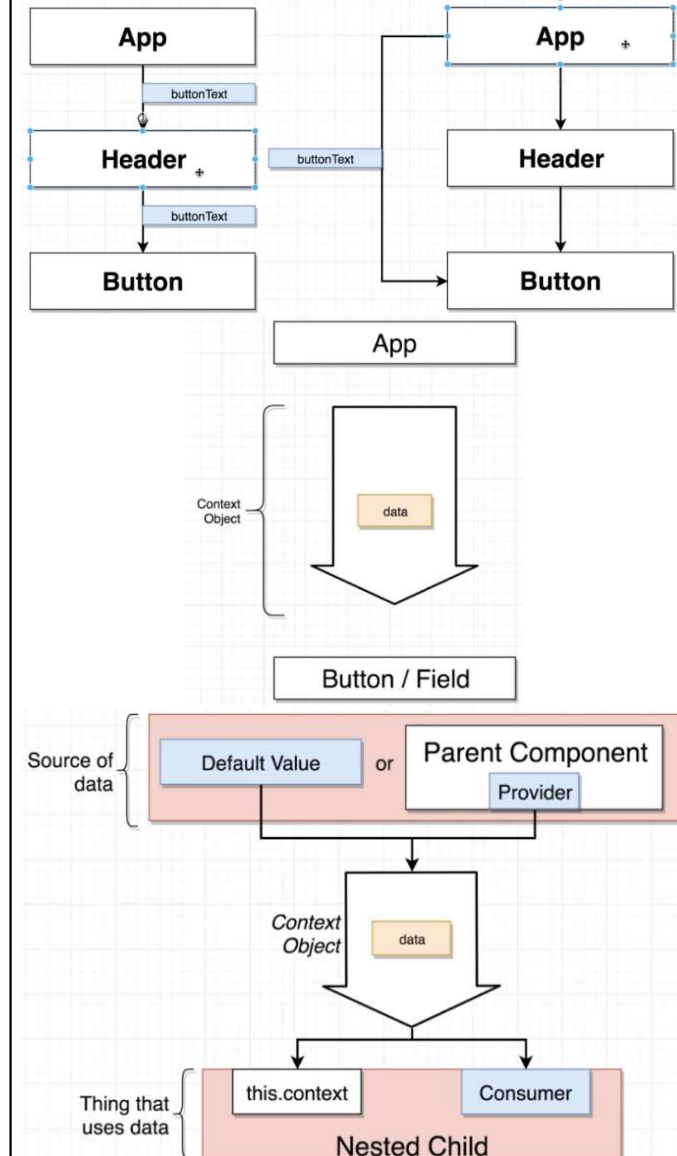 App
buttonText
Header
buttonText
Button
App
buttonText
Header
Button
App
Context
Object
data
Button / Field
Source of
data
Default Value
or
Parent Component
Provider
Context
Object
data
Thing that
uses data
this.context
Consumer
Nested Child